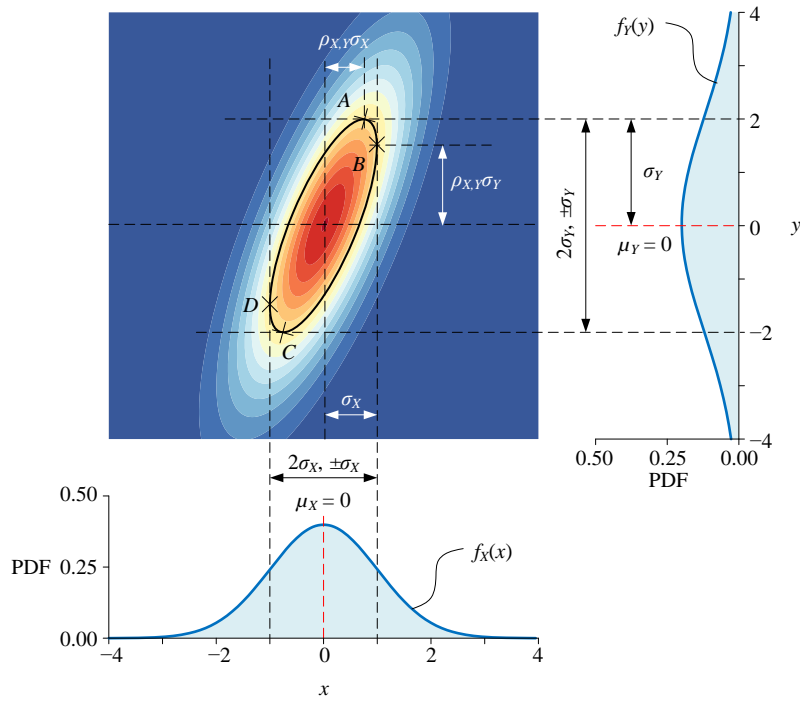 4
f_Y(y)
ρ_{X,Y}σ_X
A
2
B
ρ_{X,Y}σ_Y
2σ_Y, ±σ_Y
σ_Y
0
y
μ_Y = 0
D
−2
C
σ_X
−4
0.50 0.25 0.00
PDF
2σ_X, ±σ_X
μ_X = 0
0.50
f_X(x)
PDF 0.25
0.00
−4 −2 0 2 4
x